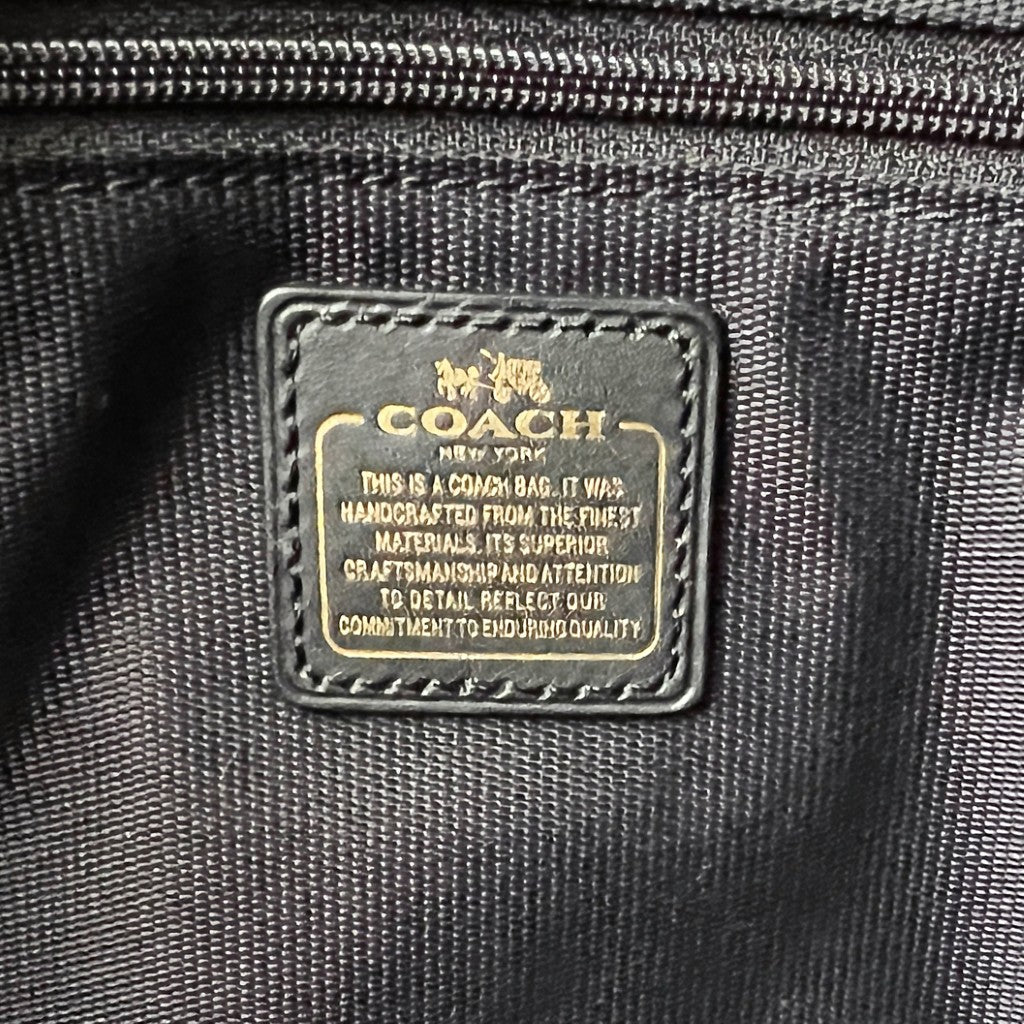 COACH
NEW YORK
THIS IS A COACH BAG. IT WAS
HANDCRAFTED FROM THE FINEST
MATERIALS. ITS SUPERIOR
CRAFTSMANSHIP AND ATTENTION
TO DETAIL REFLECT OUR
COMMITMENT TO ENDURING QUALITY